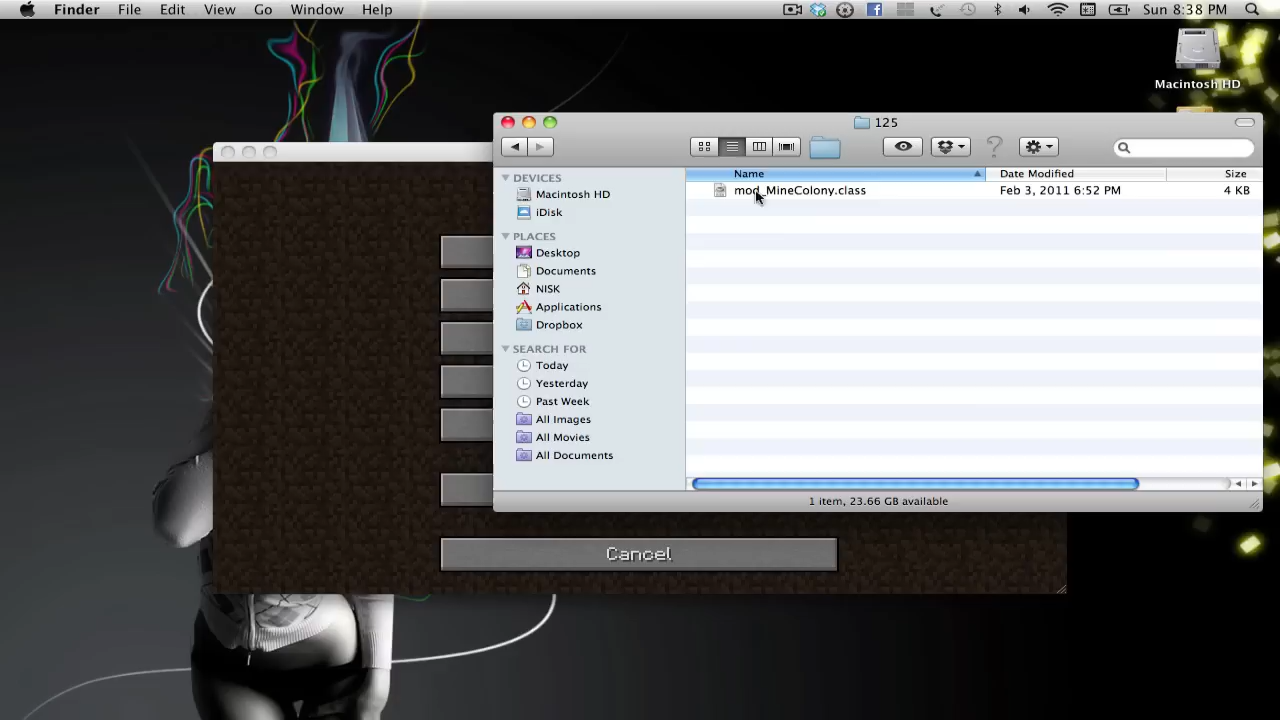 Finder File Edit View Go Window Help Sun 8:38 PM
Macintosh HD
125
DEVICES
Macintosh HD
iDisk
PLACES
Desktop
Documents
NISK
Applications
Dropbox
SEARCH FOR
Today
Yesterday
Past Week
All Images
All Movies
All Documents
Name Date Modified Size
mod_MineColony.class Feb 3, 2011 6:52 PM 4 KB
1 item, 23.66 GB available
Cancel